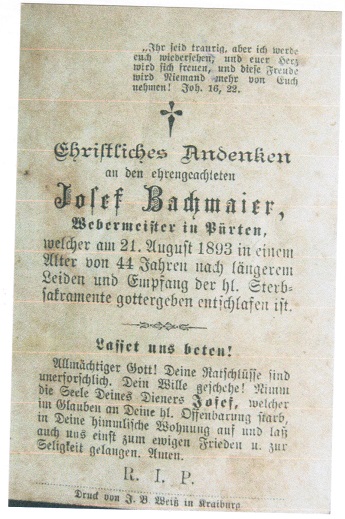 „Ihr seid traurig, aber ich werde
euch wiedersehen, und euer Herz
wird sich freuen, und diese Freude
wird Niemand mehr von Euch
nehmen! Joh. 16, 22.
Christliches Andenken
an den ehrengeachteten
Josef Bachmaier,
Webermeister in Pürten,
welcher am 21. August 1893 in einem
Alter von 44 Jahren nach längerem
Leiden und Empfang der hl. Sterb-
sakramente gottergeben entschlafen ist.
Lasset uns beten!
Allmächtiger Gott! Deine Ratschlüsse sind
unerforschlich. Dein Wille geschehe! Nimm
die Seele Deines Dieners Josef, welcher
im Glauben an Deine hl. Offenbarung starb,
in Deine himmlische Wohnung auf und laß
auch uns einst zum ewigen Frieden u. zur
Seligkeit gelangen. Amen.
R. I. P.
Druck von J. B. Weiß in Kraiburg